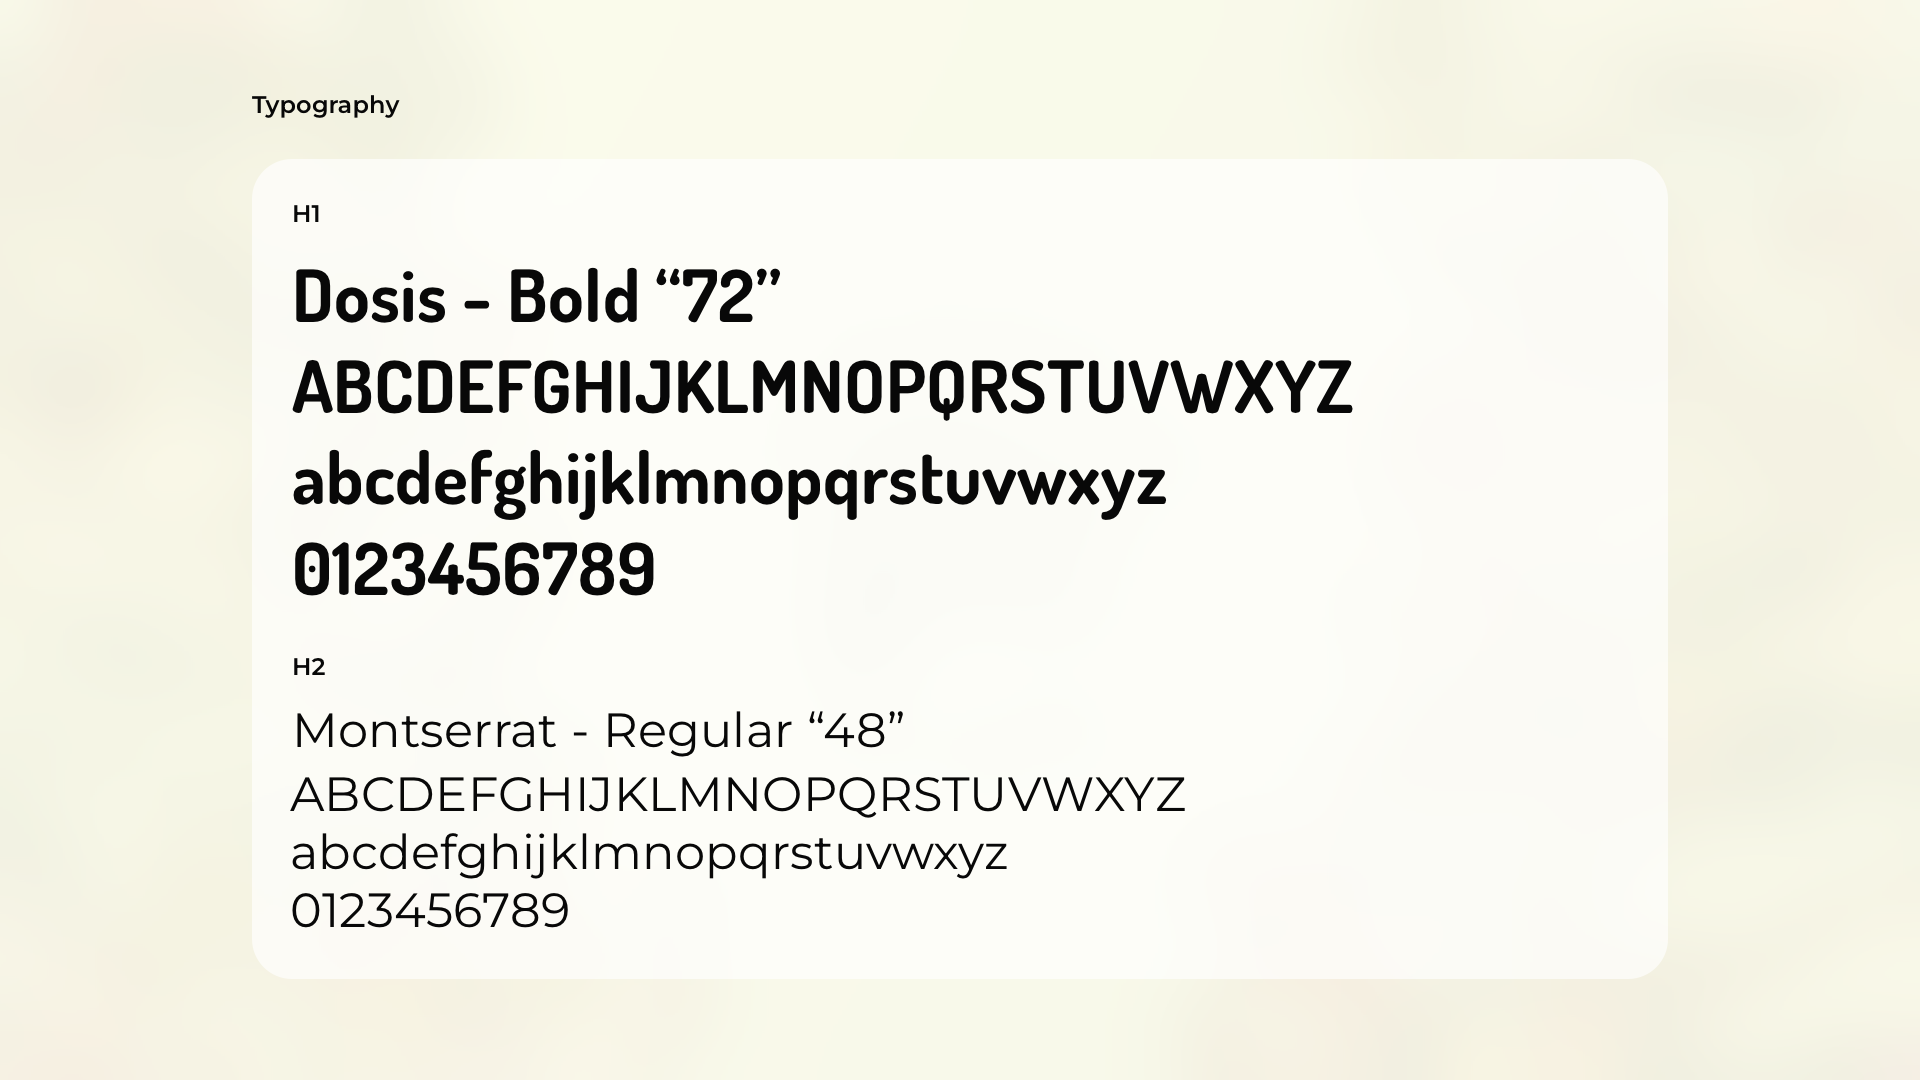 Typography
H1
Dosis - Bold “72”
ABCDEFGHIJKLMNOPQRSTUVWXYZ
abcdefghijklmnopqrstuvwxyz
0123456789
H2
Montserrat - Regular “48”
ABCDEFGHIJKLMNOPQRSTUVWXYZ
abcdefghijklmnopqrstuvwxyz
0123456789